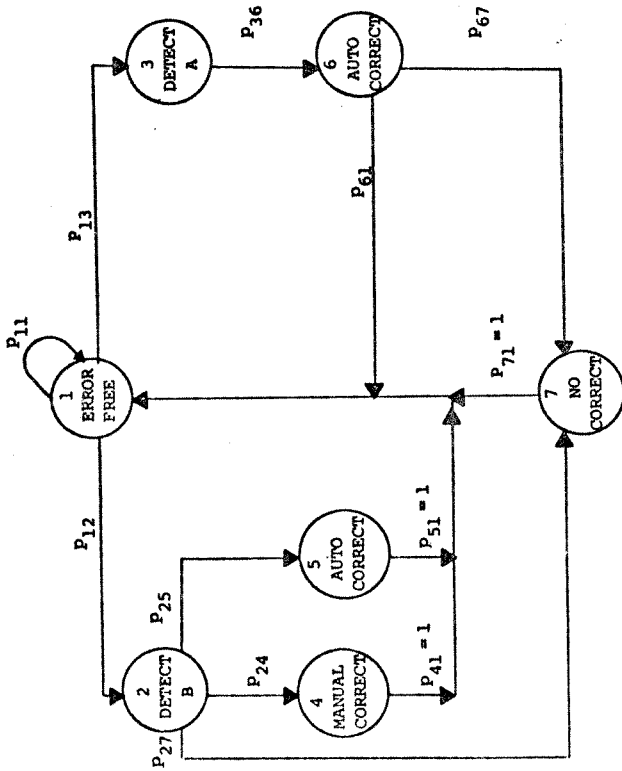 P11
1
ERROR
FREE
P12
P13
2
DETECT
B
3
DETECT
A
P27
P24
P25
P36
4
MANUAL
CORRECT
5
AUTO
CORRECT
6
AUTO
CORRECT
P41 = 1
P51 = 1
P61
P67
P71 = 1
7
NO
CORRECT